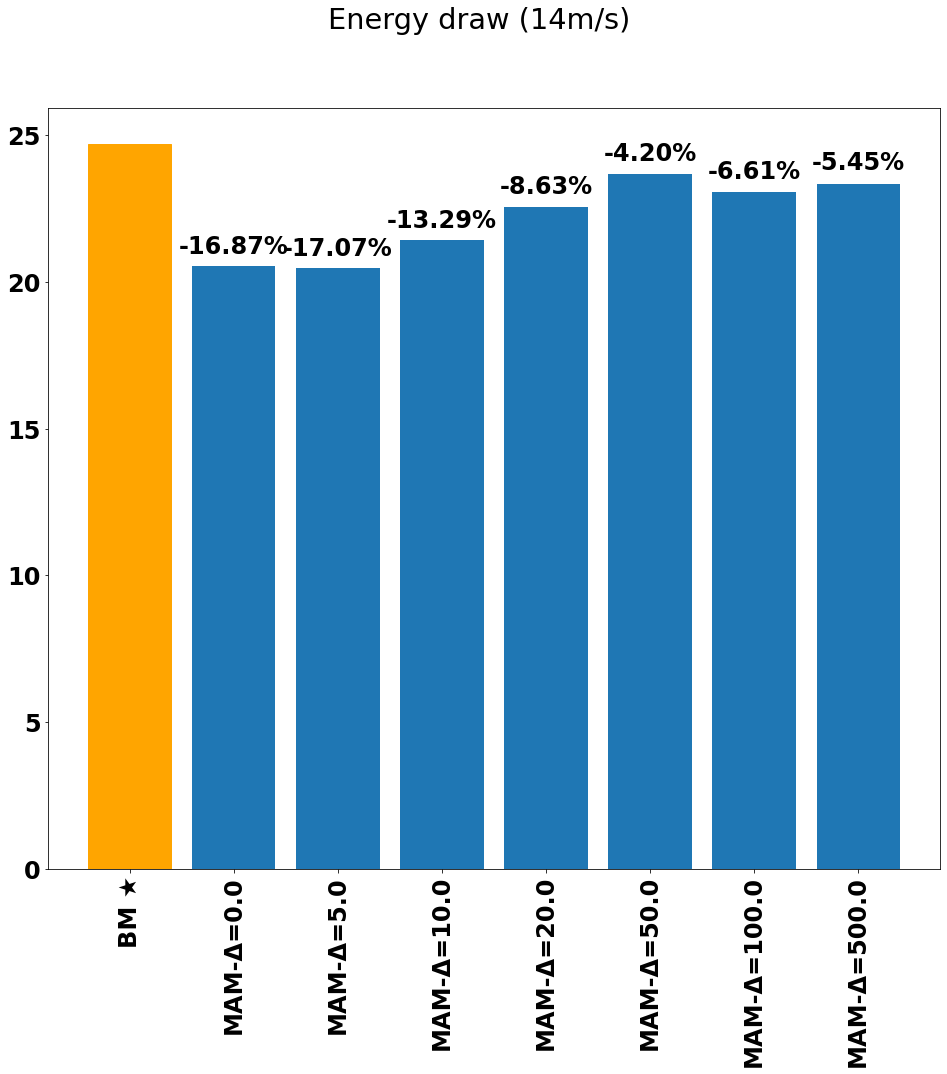 Energy draw (14m/s)
25
20
15
10
5
0
-16.87%
-17.07%
-13.29%
-8.63%
-4.20%
-6.61%
-5.45%
BM ★
MAM-Δ=0.0
MAM-Δ=5.0
MAM-Δ=10.0
MAM-Δ=20.0
MAM-Δ=50.0
MAM-Δ=100.0
MAM-Δ=500.0